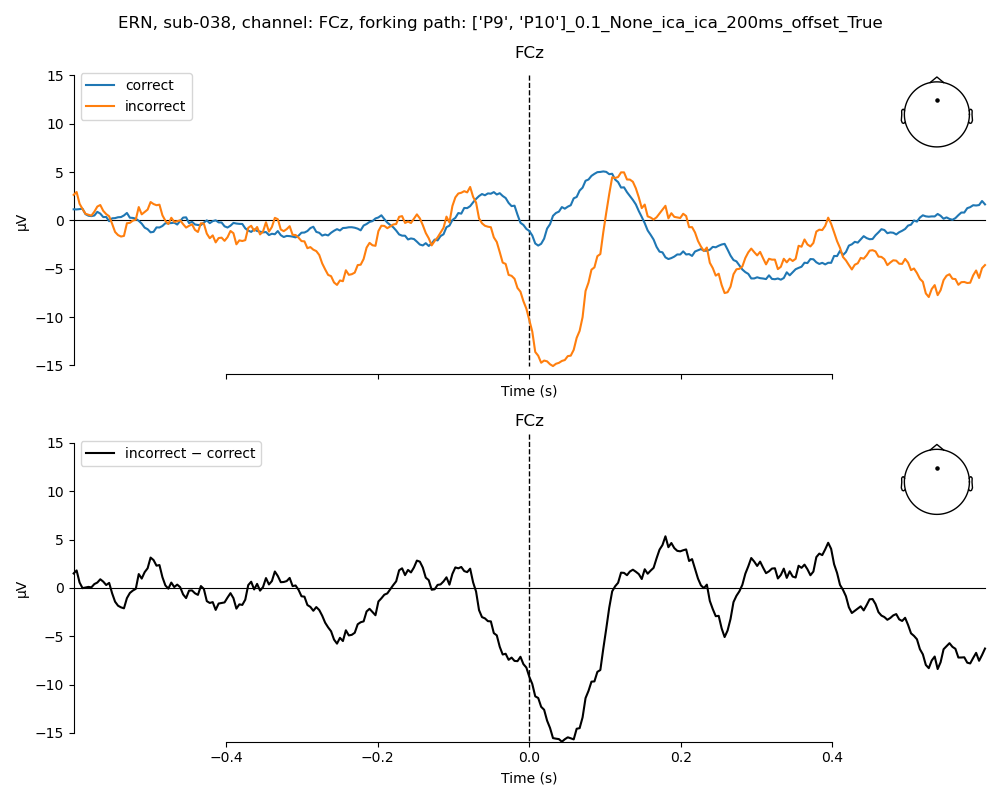 ERN, sub-038, channel: FCz, forking path: ['P9', 'P10']_0.1_None_ica_ica_200ms_offset_True
FCz
15
10
5
0
−5
−10
−15
µV
correct
incorrect
Time (s)
FCz
15
10
5
0
−5
−10
−15
µV
incorrect − correct
−0.4
−0.2
0.0
0.2
0.4
Time (s)